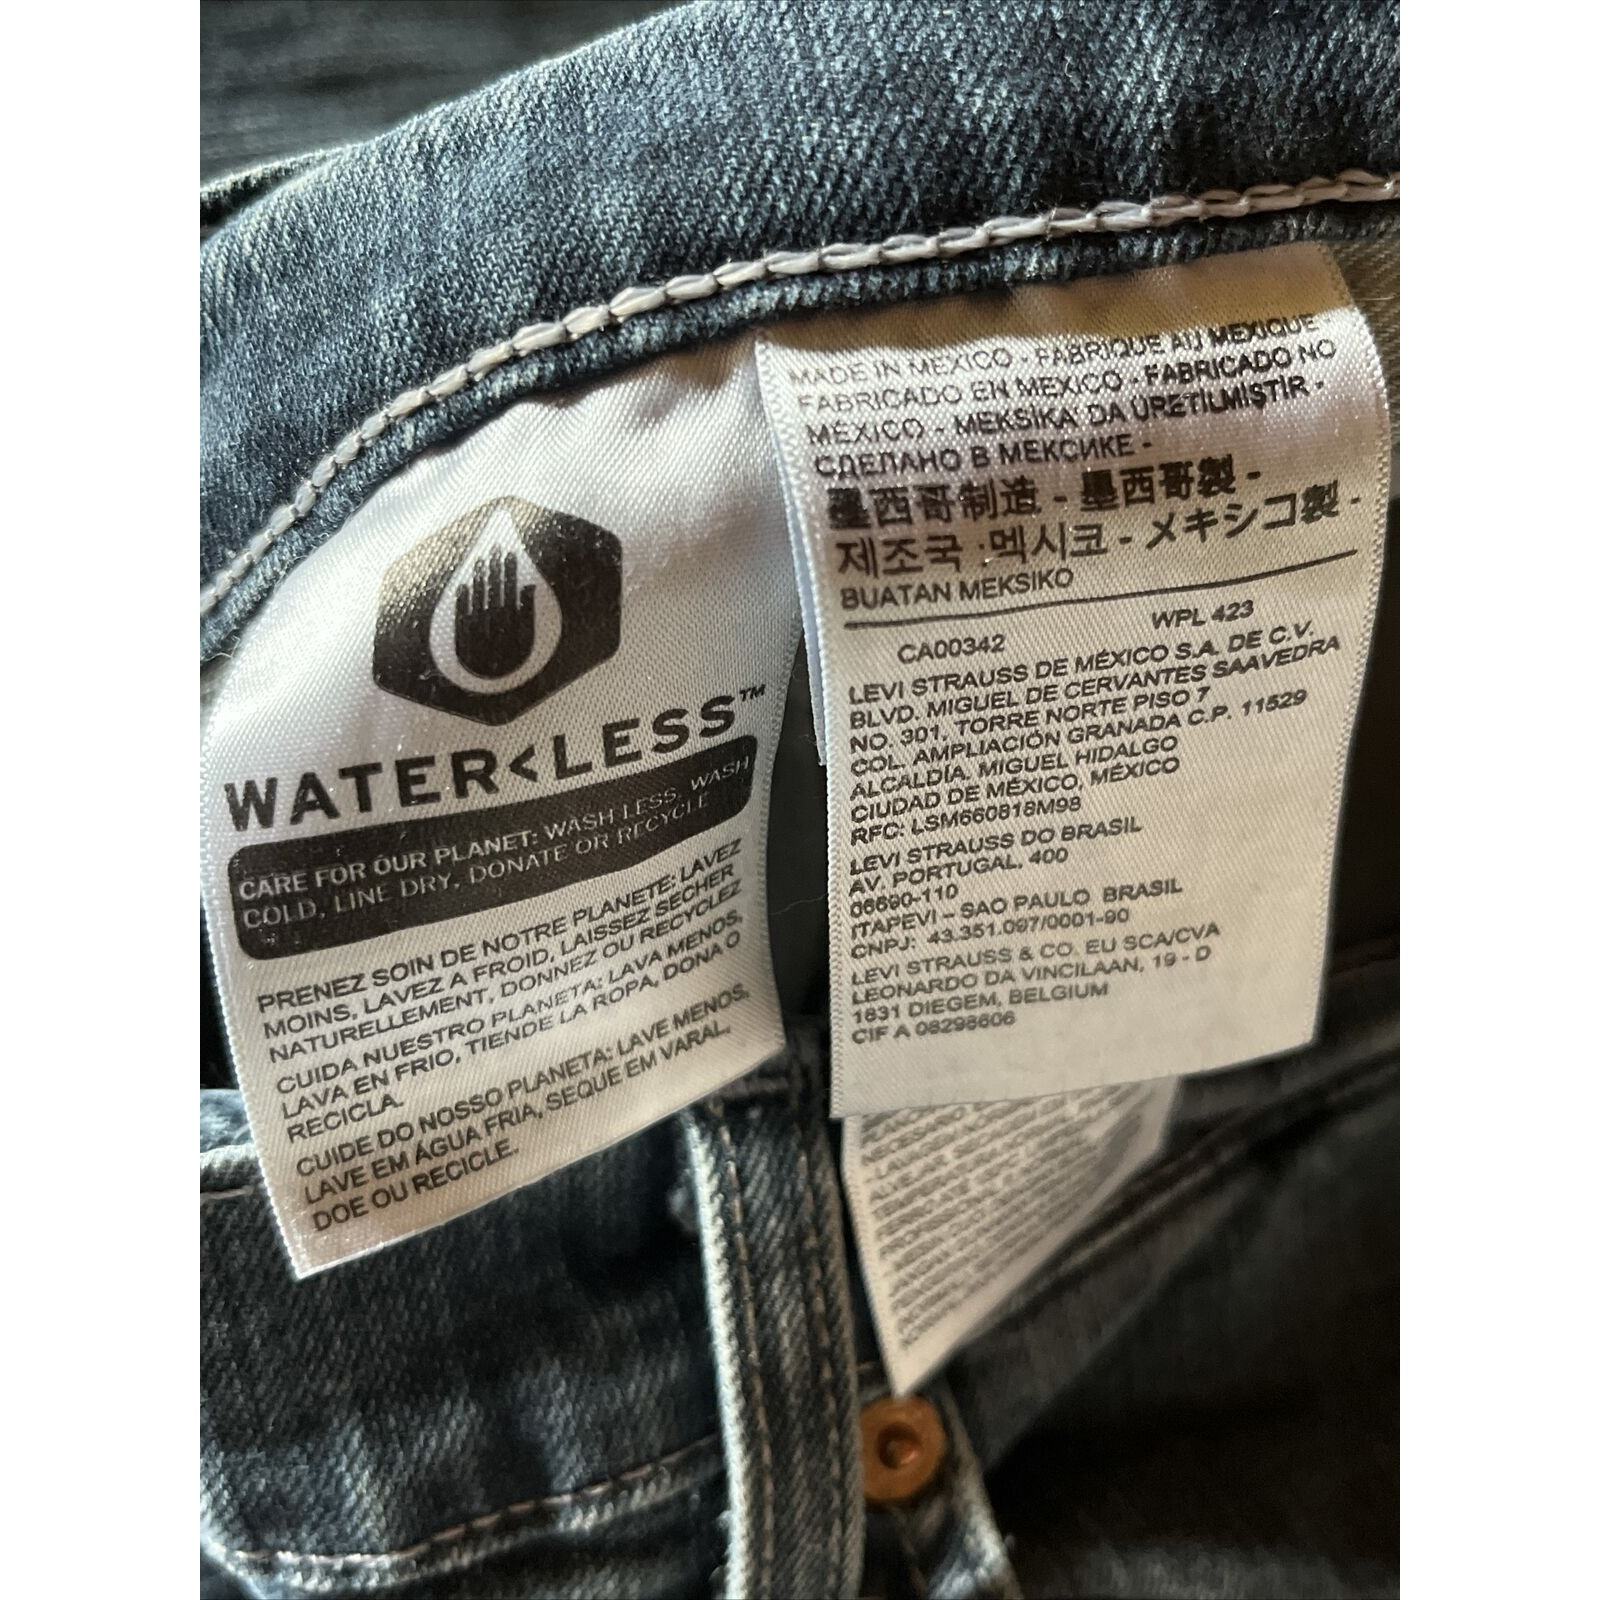 WATER<LESS™
CARE FOR OUR PLANET: WASH LESS, WASH
COLD, LINE DRY, DONATE OR RECYCLE
PRENEZ SOIN DE NOTRE PLANETE: LAVEZ
MOINS, LAVEZ A FROID, LAISSEZ SECHER
NATURELLEMENT, DONNEZ OU RECYCLEZ
CUIDA NUESTRO PLANETA: LAVA MENOS,
LAVA EN FRIO, TIENDE LA ROPA, DONA O
RECICLA.
CUIDE DO NOSSO PLANETA: LAVE MENOS,
LAVE EM ÁGUA FRIA, SEQUE EM VARAL,
DOE OU RECICLE.
MADE IN MEXICO - FABRIQUE AU MEXIQUE
FABRICADO EN MEXICO - FABRICADO NO
MÉXICO - MEKSİKA' DA ÜRETİLMİŞTİR -
СДЕЛАНО В МЕКСИКЕ -
墨西哥制造 - 墨西哥製 -
제조국 :멕시코 - メキシコ製 -
BUATAN MEKSIKO
CA00342 WPL 423
LEVI STRAUSS DE MÉXICO S.A. DE C.V.
BLVD. MIGUEL DE CERVANTES SAAVEDRA
NO. 301, TORRE NORTE PISO 7
COL. AMPLIACIÓN GRANADA C.P. 11529
ALCALDÍA. MIGUEL HIDALGO
CIUDAD DE MÉXICO, MÉXICO
RFC: LSM660818M98
LEVI STRAUSS DO BRASIL
AV. PORTUGAL, 400
06690-110
ITAPEVI – SAO PAULO BRASIL
CNPJ: 43.351.097/0001-90
LEVI STRAUSS & CO. EU SCA/CVA
LEONARDO DA VINCILAAN, 19 - D
1831 DIEGEM, BELGIUM
CIF A 08298606